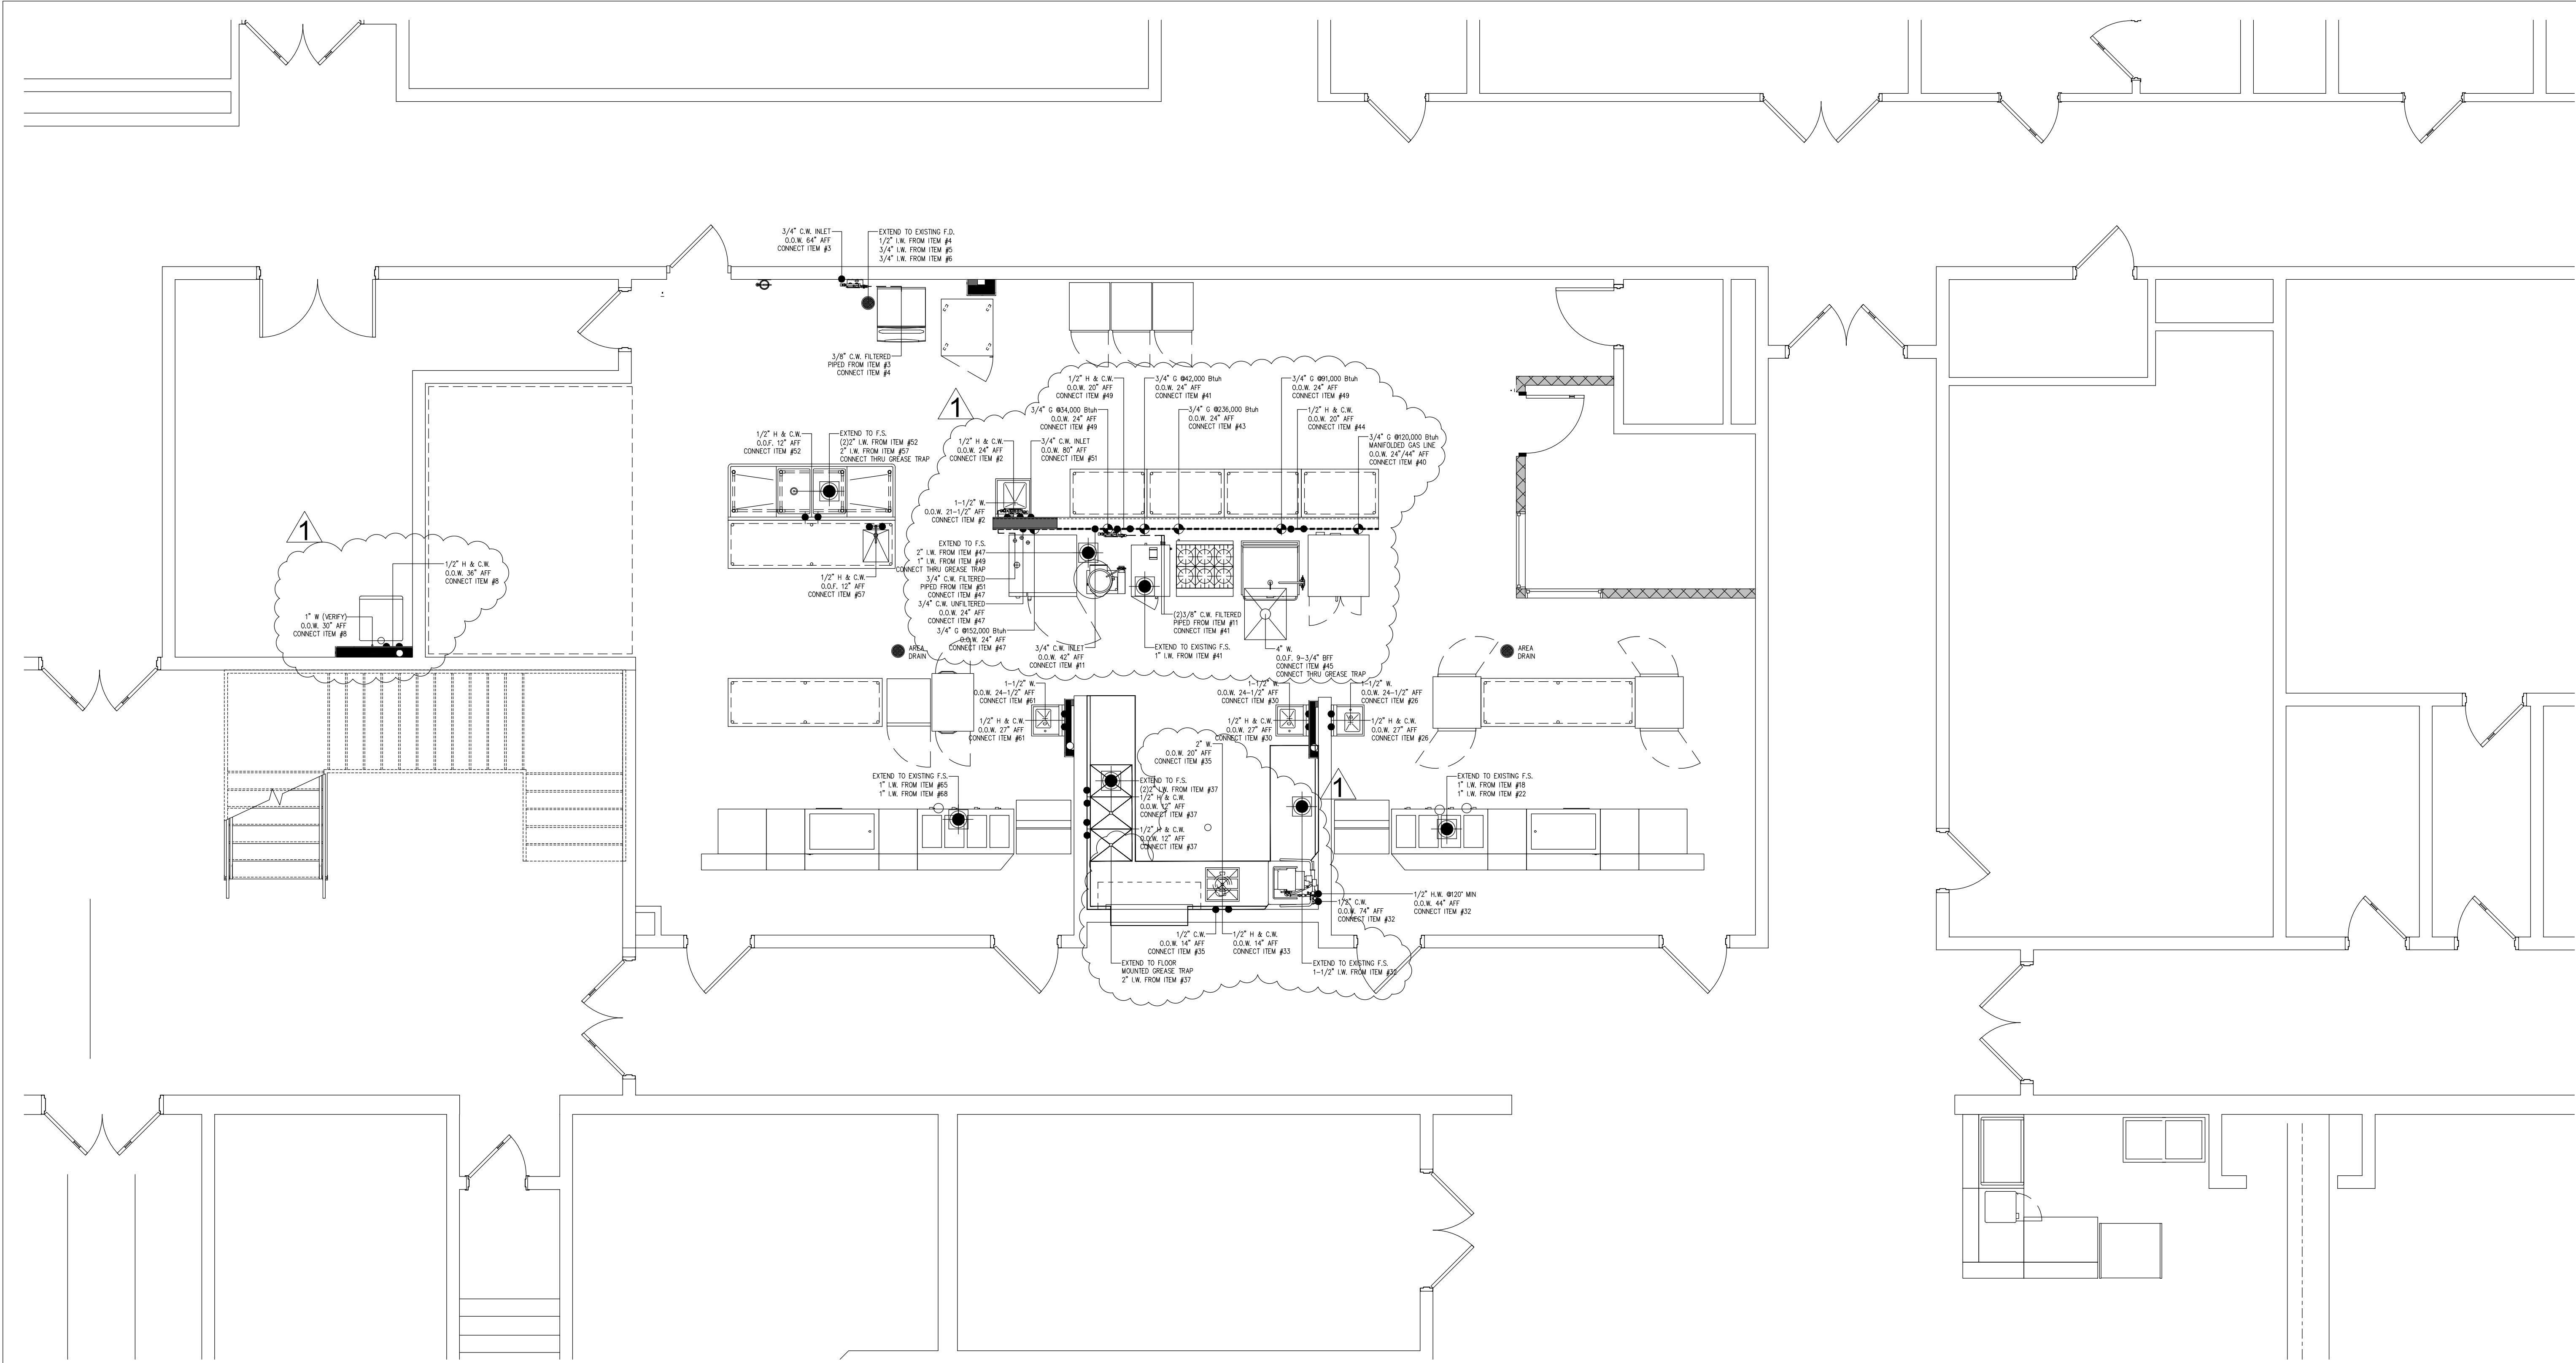 3/4" C.W. INLET
O.O.W. 64" AFF
CONNECT ITEM #3
EXTEND TO EXISTING F.D.
1/2" I.W. FROM ITEM #4
3/4" I.W. FROM ITEM #5
3/4" I.W. FROM ITEM #6
3/8" C.W. FILTERED
PIPED FROM ITEM #3
CONNECT ITEM #4
1
1/2" H & C.W.
O.O.W. 20" AFF
CONNECT ITEM #49
3/4" G @42,000 Btuh
O.O.W. 24" AFF
CONNECT ITEM #41
3/4" G @91,000 Btuh
O.O.W. 24" AFF
CONNECT ITEM #49
3/4" G @34,000 Btuh
O.O.W. 24" AFF
CONNECT ITEM #49
3/4" G @236,000 Btuh
O.O.W. 24" AFF
CONNECT ITEM #43
1/2" H & C.W.
O.O.W. 20" AFF
CONNECT ITEM #44
1/2" H & C.W.
O.O.F. 12" AFF
CONNECT ITEM #52
EXTEND TO F.S.
(2)2" I.W. FROM ITEM #52
2" I.W. FROM ITEM #57
CONNECT THRU GREASE TRAP
1/2" H & C.W.
O.O.W. 24" AFF
CONNECT ITEM #2
3/4" C.W. INLET
O.O.W. 80" AFF
CONNECT ITEM #51
3/4" G @120,000 Btuh
MANIFOLDED GAS LINE
O.O.W. 24"/44" AFF
CONNECT ITEM #40
1-1/2" W.
O.O.W. 21-1/2" AFF
CONNECT ITEM #2
1
1/2" H & C.W.
O.O.W. 36" AFF
CONNECT ITEM #8
1" W (VERIFY)
O.O.W. 30" AFF
CONNECT ITEM #8
1/2" H & C.W.
O.O.F. 12" AFF
CONNECT ITEM #57
EXTEND TO F.S.
2" I.W. FROM ITEM #47
1" I.W. FROM ITEM #49
CONNECT THRU GREASE TRAP
3/4" C.W. FILTERED
PIPED FROM ITEM #51
CONNECT ITEM #47
3/4" C.W. UNFILTERED
O.O.W. 24" AFF
CONNECT ITEM #47
3/4" G @152,000 Btuh
O.O.W. 24" AFF
CONNECT ITEM #47
(2)3/8" C.W. FILTERED
PIPED FROM ITEM #11
CONNECT ITEM #41
3/4" C.W. INLET
O.O.W. 42" AFF
CONNECT ITEM #11
EXTEND TO EXISTING F.S.
1" I.W. FROM ITEM #41
4" W.
O.O.F. 9-3/4" BFF
CONNECT ITEM #45
CONNECT THRU GREASE TRAP
AREA
DRAIN
AREA
DRAIN
1-1/2" W.
O.O.W. 24-1/2" AFF
CONNECT ITEM #61
1/2" H & C.W.
O.O.W. 27" AFF
CONNECT ITEM #61
1-1/2" W.
O.O.W. 24-1/2" AFF
CONNECT ITEM #30
1/2" H & C.W.
O.O.W. 27" AFF
CONNECT ITEM #30
1-1/2" W.
O.O.W. 24-1/2" AFF
CONNECT ITEM #26
1/2" H & C.W.
O.O.W. 27" AFF
CONNECT ITEM #26
2" W.
O.O.W. 20" AFF
CONNECT ITEM #35
EXTEND TO EXISTING F.S.
1" I.W. FROM ITEM #65
1" I.W. FROM ITEM #68
EXTEND TO F.S.
(2)2" I.W. FROM ITEM #37
1/2" H & C.W.
O.O.W. 12" AFF
CONNECT ITEM #37
1/2" H & C.W.
O.O.W. 12" AFF
CONNECT ITEM #37
1
EXTEND TO EXISTING F.S.
1" I.W. FROM ITEM #18
1" I.W. FROM ITEM #22
1/2" H.W. @120° MIN
O.O.W. 44" AFF
CONNECT ITEM #32
1/2" C.W.
O.O.W. 74" AFF
CONNECT ITEM #32
1/2" C.W.
O.O.W. 14" AFF
CONNECT ITEM #35
1/2" H & C.W.
O.O.W. 14" AFF
CONNECT ITEM #33
EXTEND TO FLOOR
MOUNTED GREASE TRAP
2" I.W. FROM ITEM #37
EXTEND TO EXISTING F.S.
1-1/2" I.W. FROM ITEM #32